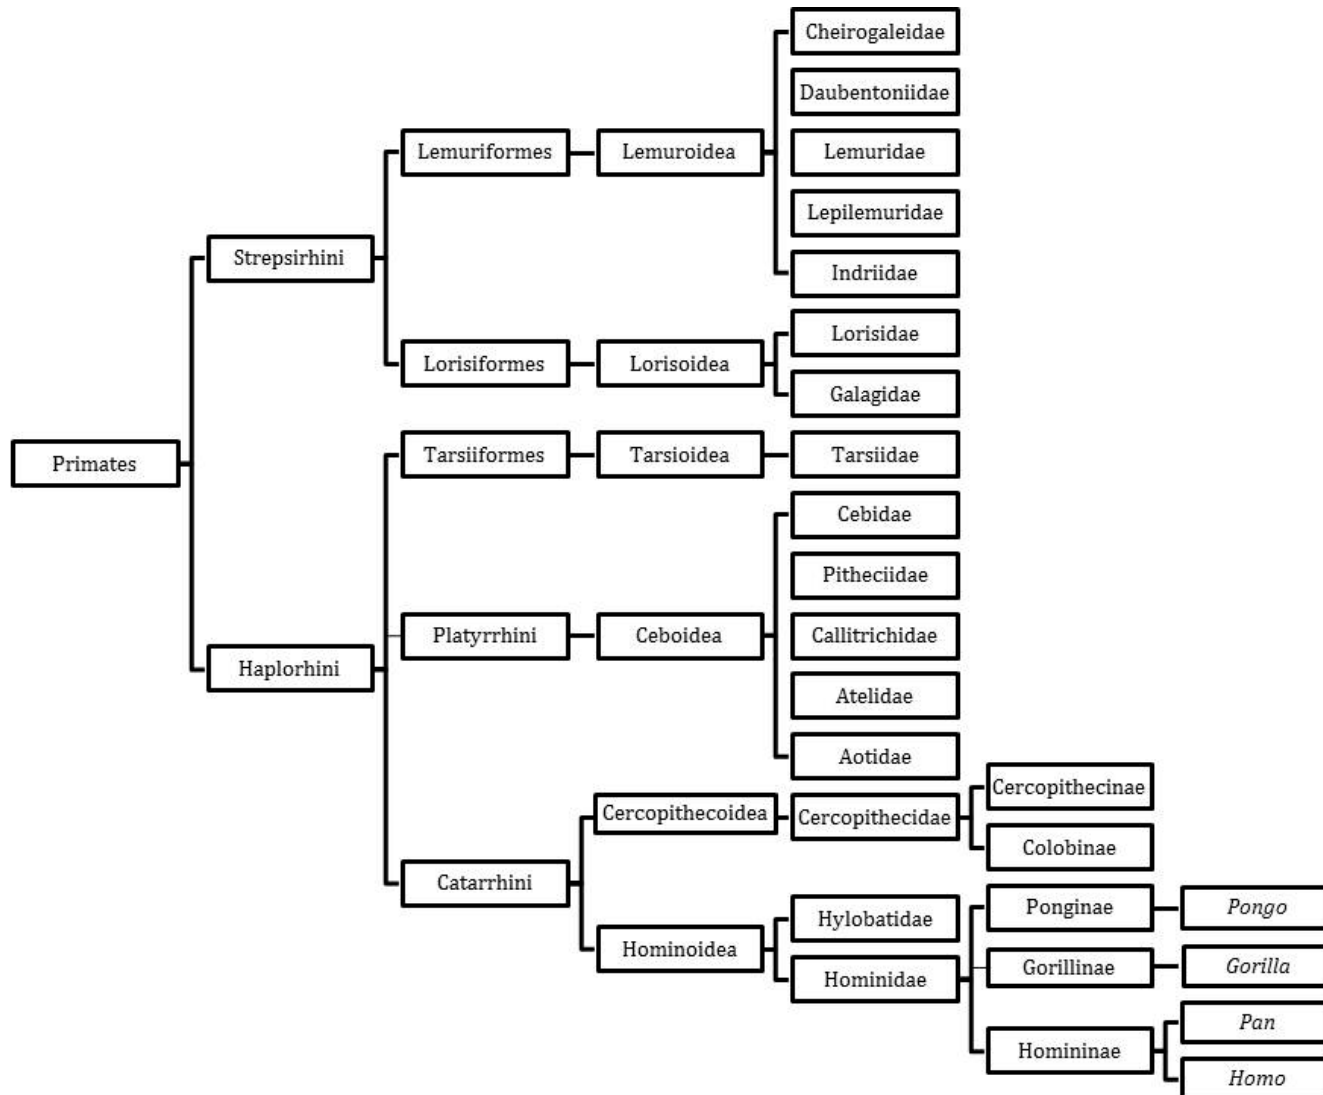 Cheirogaleidae
Daubentoniidae
Lemuriformes
Lemuroidea
Lemuridae
Lepilemuridae
Strepsirhini
Indriidae
Lorisidae
Lorisiformes
Lorisoidea
Galagidae
Primates
Tarsiiformes
Tarsioidea
Tarsiidae
Cebidae
Pitheciidae
Platyrrhini
Ceboidea
Callitrichidae
Haplorhini
Atelidae
Aotidae
Cercopithecinae
Cercopithecoidea
Cercopithecidae
Colobinae
Catarrhini
Hylobatidae
Ponginae
Pongo
Hominoidea
Hominidae
Gorillinae
Gorilla
Pan
Homininae
Homo